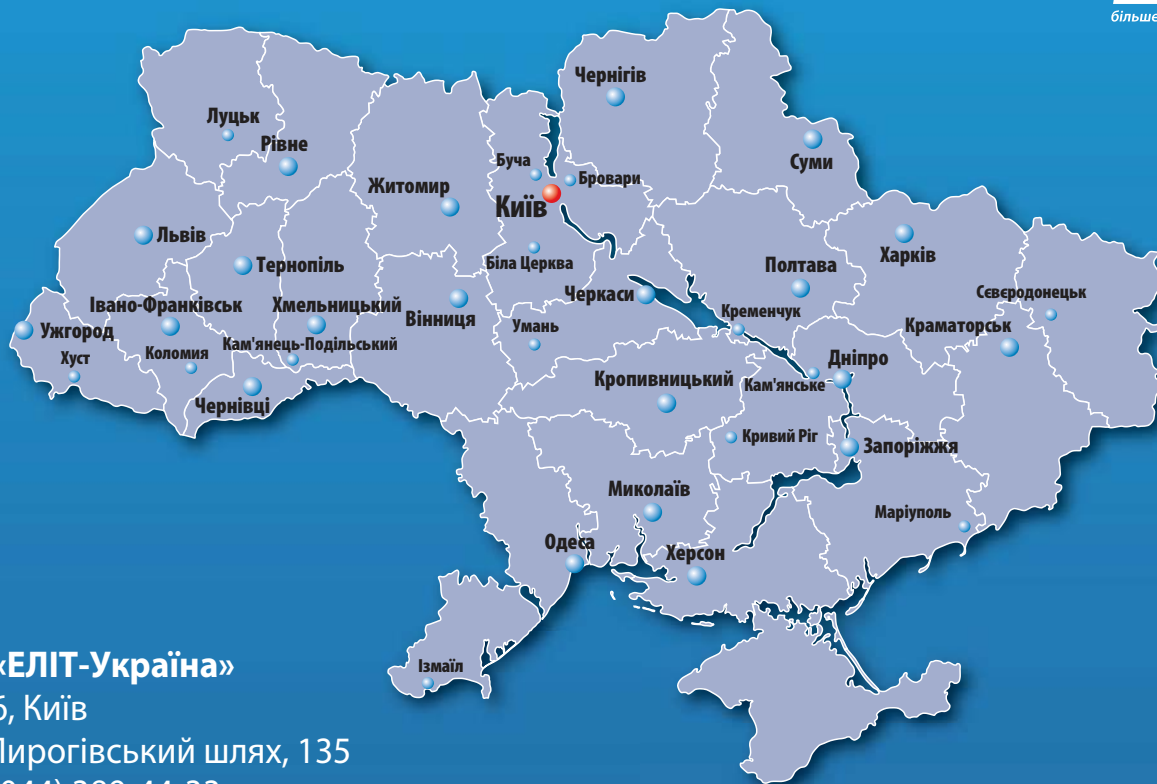 більше
Чернігів
Луцьк
Рівне
Суми
Буча
Бровари
Житомир
Київ
Львів
Харків
Біла Церква
Тернопіль
Полтава
Сєвєродонецьк
Черкаси
Івано-Франківськ
Хмельницький
Вінниця
Кременчук
Умань
Краматорськ
Ужгород
Кам'янець-Подільський
Коломия
Хуст
Дніпро
Кропивницький
Кам'янське
Чернівці
Кривий Ріг
Запоріжжя
Миколаїв
Маріуполь
Одеса
Херсон
Ізмаїл
«ЕЛІТ-Україна»
, Київ
Пирогівський шлях, 135